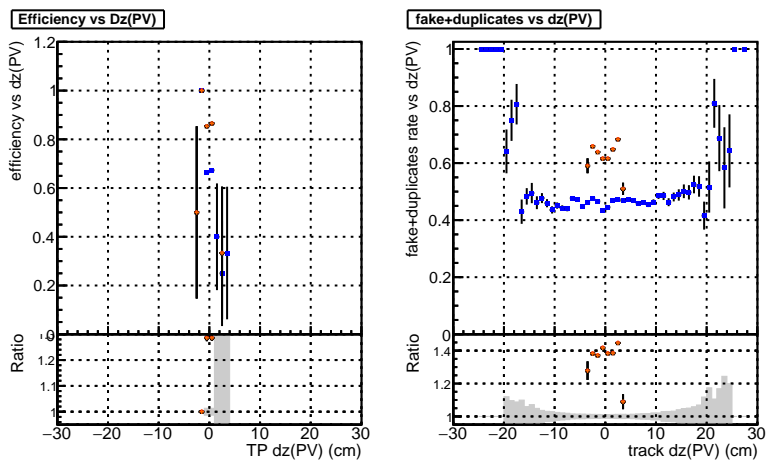 Efficiency vs Dz(PV)
efficiency vs dz(PV)
1.2
1
0.8
0.6
0.4
0.2
0
Ratio
1.2
1.1
1.0
1
−30 −20 −10 0 10 20 30
TP dz(PV) (cm)
fake+duplicates vs dz(PV)
fake+duplicates rate vs dz(PV)
1
0.8
0.6
0.4
0.2
0
Ratio
1.4
1.2
1
−30 −20 −10 0 10 20 30
track dz(PV) (cm)